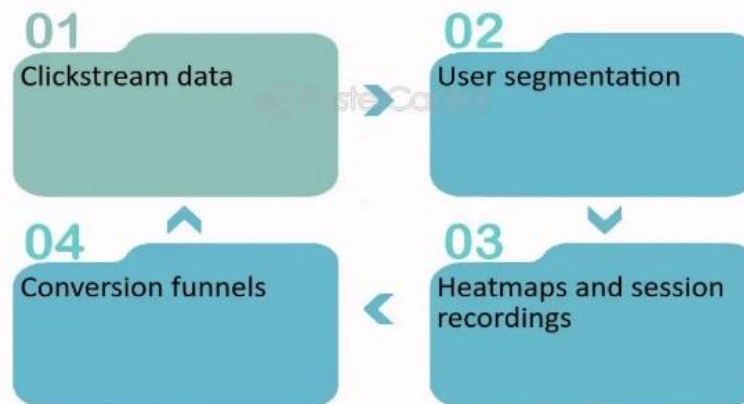 01
Clickstream data
02
User segmentation
04
Conversion funnels
03
Heatmaps and session
recordings